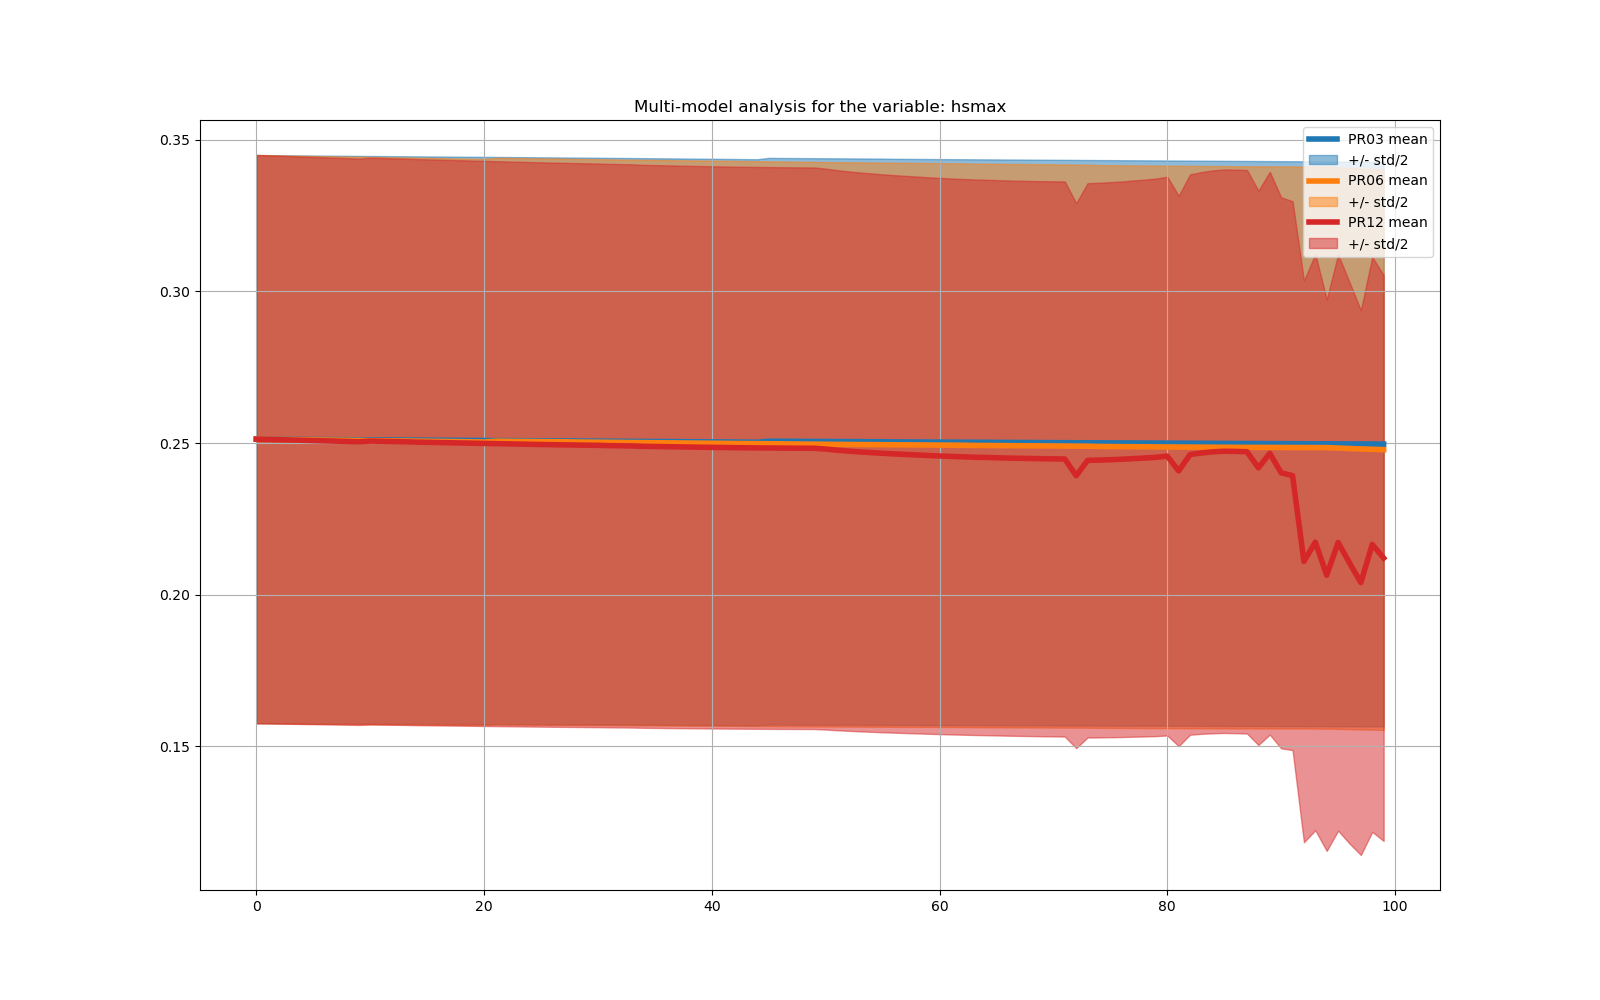 Multi-model analysis for the variable: hsmax
0.35
0.30
0.25
0.20
0.15
0
20
40
60
80
100
PR03 mean
+/- std/2
PR06 mean
+/- std/2
PR12 mean
+/- std/2